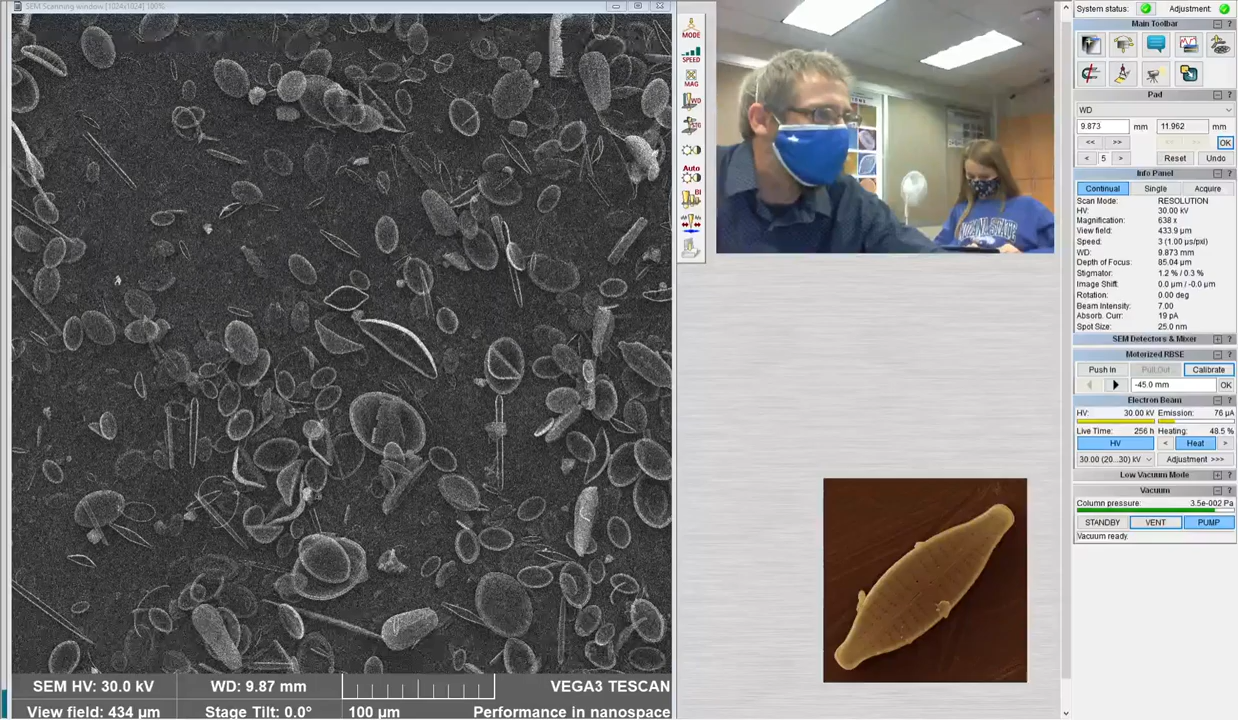 SEM Scanning window [1024x1024] 100%
MODE
SPEED
MAG
WD
STG
Auto
BI
SEM HV: 30.0 kV
WD: 9.87 mm
VEGA3 TESCAN
View field: 434 µm
Stage Tilt: 0.0°
100 µm
Performance in nanospace
System status:
Adjustment:
Main Toolbar
Pad
WD
9.873 mm 11.962 mm
<< >> OK
< 5 > Reset Undo
Info Panel
Continual Single Acquire
Scan Mode: RESOLUTION
HV: 30.00 kV
Magnification: 638 x
View field: 433.9 µm
Speed: 3 (1.00 µs/pxl)
WD: 9.873 mm
Depth of Focus: 85.04 µm
Stigmator: 1.2 % / 0.3 %
Image Shift: 0.0 µm / -0.0 µm
Rotation: 0.00 deg
Beam Intensity: 7.00
Absorb. Curr: 19 pA
Spot Size: 25.0 nm
SEM Detectors & Mixer
Motorized RBSE
Push In Pull Out Calibrate
-45.0 mm OK
Electron Beam
HV: 30.00 kV Emission: 76 µA
Live Time: 256 h Heating: 48.5 %
HV < Heat >
30.00 (20...30) kV Adjustment >>>
Low Vacuum Mode
Vacuum
Column pressure: 3.5e-002 Pa
STANDBY VENT PUMP
Vacuum ready.